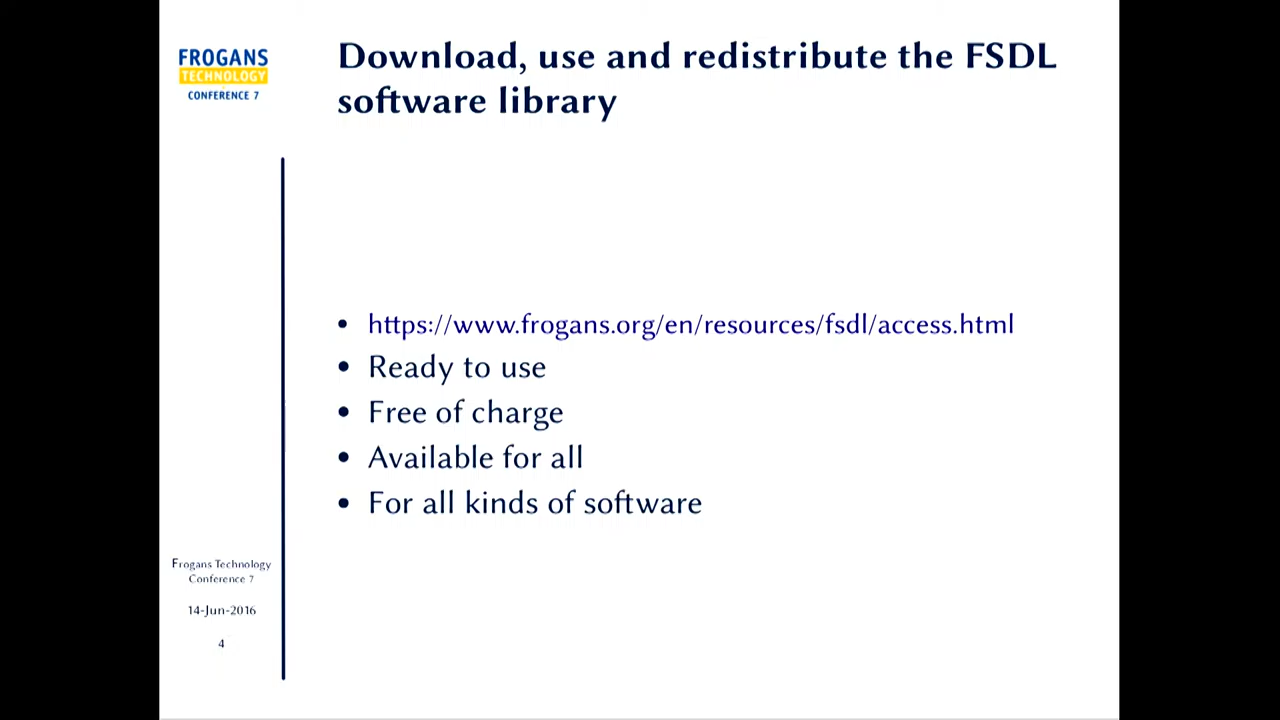 FROGANS
TECHNOLOGY
CONFERENCE 7
Download, use and redistribute the FSDL
software library
• https://www.frogans.org/en/resources/fsdl/access.html
• Ready to use
• Free of charge
• Available for all
• For all kinds of software
Frogans Technology
Conference 7
14-Jun-2016
4